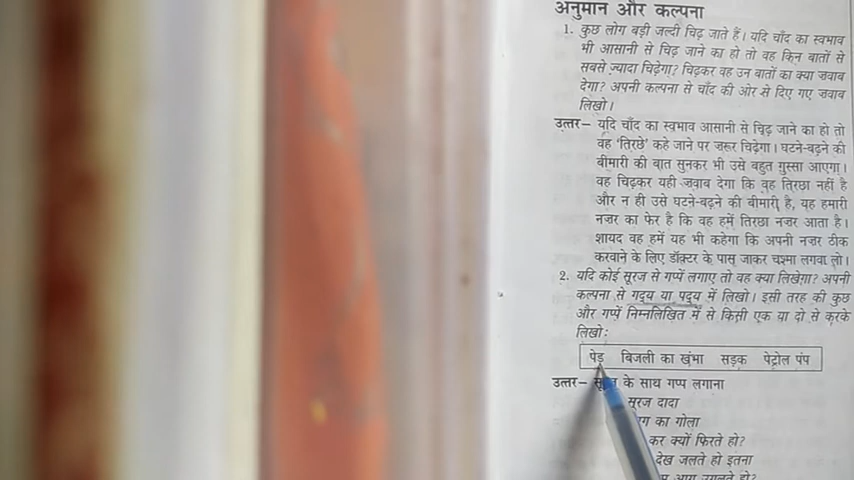 अनुमान और कल्पना
1. कुछ लोग बड़ी जल्दी चिढ़ जाते हैं। यदि चाँद का स्वभाव
भी आसानी से चिढ़ जाने का हो तो वह किन बातों से
सबसे ज़्यादा चिढ़ेगा? चिढ़कर वह उन बातों का क्या जवाब
देगा? अपनी कल्पना से चाँद की ओर से दिए गए जवाब
लिखो।
उत्तर– यदि चाँद का स्वभाव आसानी से चिढ़ जाने का हो तो
वह 'तिरछे' कहे जाने पर ज़रूर चिढ़ेगा। घटने-बढ़ने की
बीमारी की बात सुनकर भी उसे बहुत गुस्सा आएगा।
वह चिढ़कर यही जवाब देगा कि वह तिरछा नहीं है
और न ही उसे घटने-बढ़ने की बीमारी है, यह हमारी
नज़र का फेर है कि वह हमें तिरछा नज़र आता है।
शायद वह हमें यह भी कहेगा कि अपनी नज़र ठीक
करवाने के लिए डॉक्टर के पास जाकर चश्मा लगवा लो।
2. यदि कोई सूरज से गप्पें लगाए तो वह क्या लिखेगा? अपनी
कल्पना से गद्य या पद्य में लिखो। इसी तरह की कुछ
और गप्पें निम्नलिखित में से किसी एक या दो से करके
लिखो:
पेड़ बिजली का खंभा सड़क पेट्रोल पंप
उत्तर– के साथ गप्प लगाना
सूरज दादा
का गोला
कर क्यों फिरते हो?
देख जलते हो इतना
आग उगलते हो?